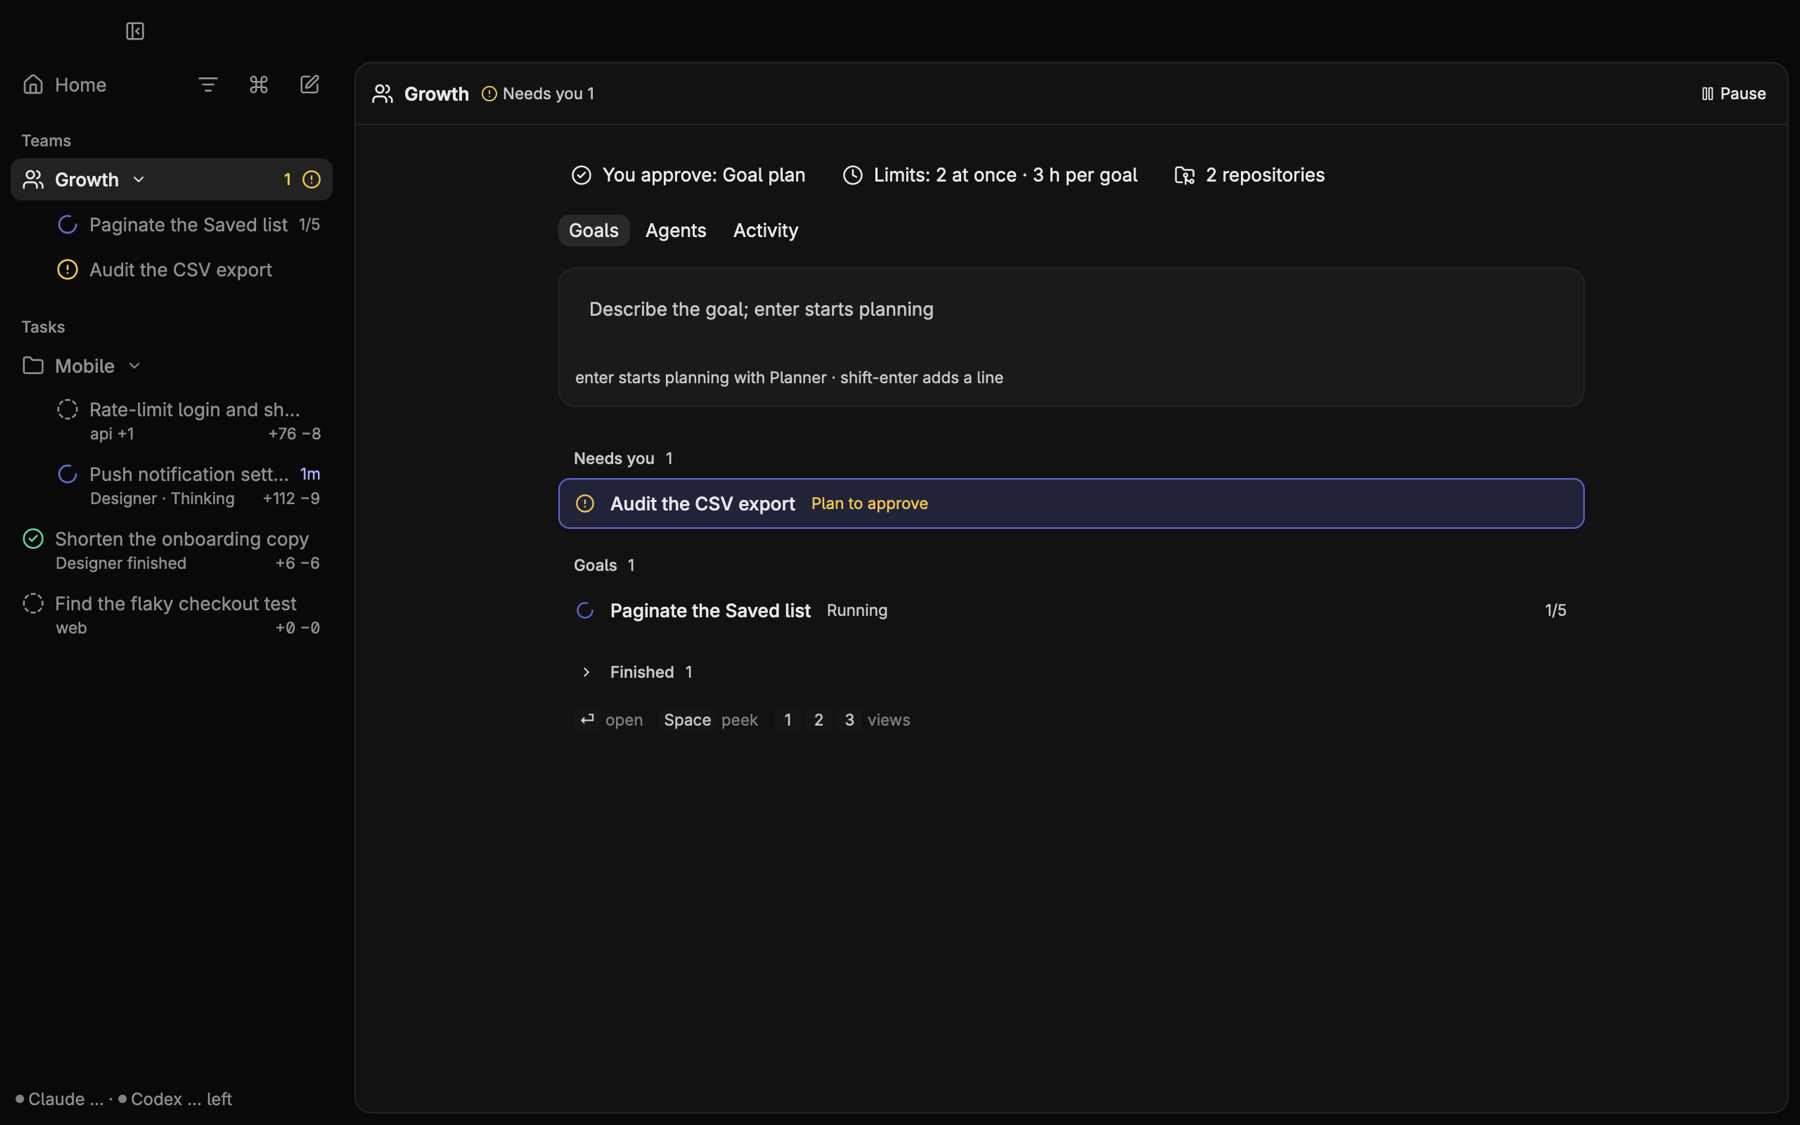 Home
Teams
Growth 1
Paginate the Saved list 1/5
Audit the CSV export
Tasks
Mobile
Rate-limit login and sh...
api +1 +76 −8
Push notification sett... 1m
Designer · Thinking +112 −9
Shorten the onboarding copy
Designer finished +6 −6
Find the flaky checkout test
web +0 −0
Claude ... · Codex ... left
Growth Needs you 1
Pause
You approve: Goal plan Limits: 2 at once · 3 h per goal 2 repositories
Goals Agents Activity
Describe the goal; enter starts planning
enter starts planning with Planner · shift-enter adds a line
Needs you 1
Audit the CSV export Plan to approve
Goals 1
Paginate the Saved list Running 1/5
Finished 1
open Space peek 1 2 3 views